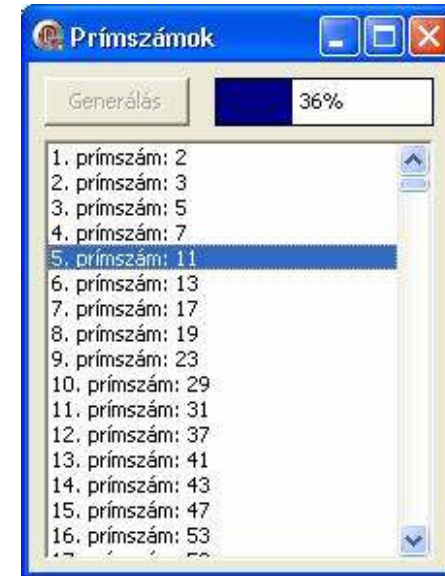 Prímszámok
Generálás 36%
1. prímszám: 2
2. prímszám: 3
3. prímszám: 5
4. prímszám: 7
5. prímszám: 11
6. prímszám: 13
7. prímszám: 17
8. prímszám: 19
9. prímszám: 23
10. prímszám: 29
11. prímszám: 31
12. prímszám: 37
13. prímszám: 41
14. prímszám: 43
15. prímszám: 47
16. prímszám: 53